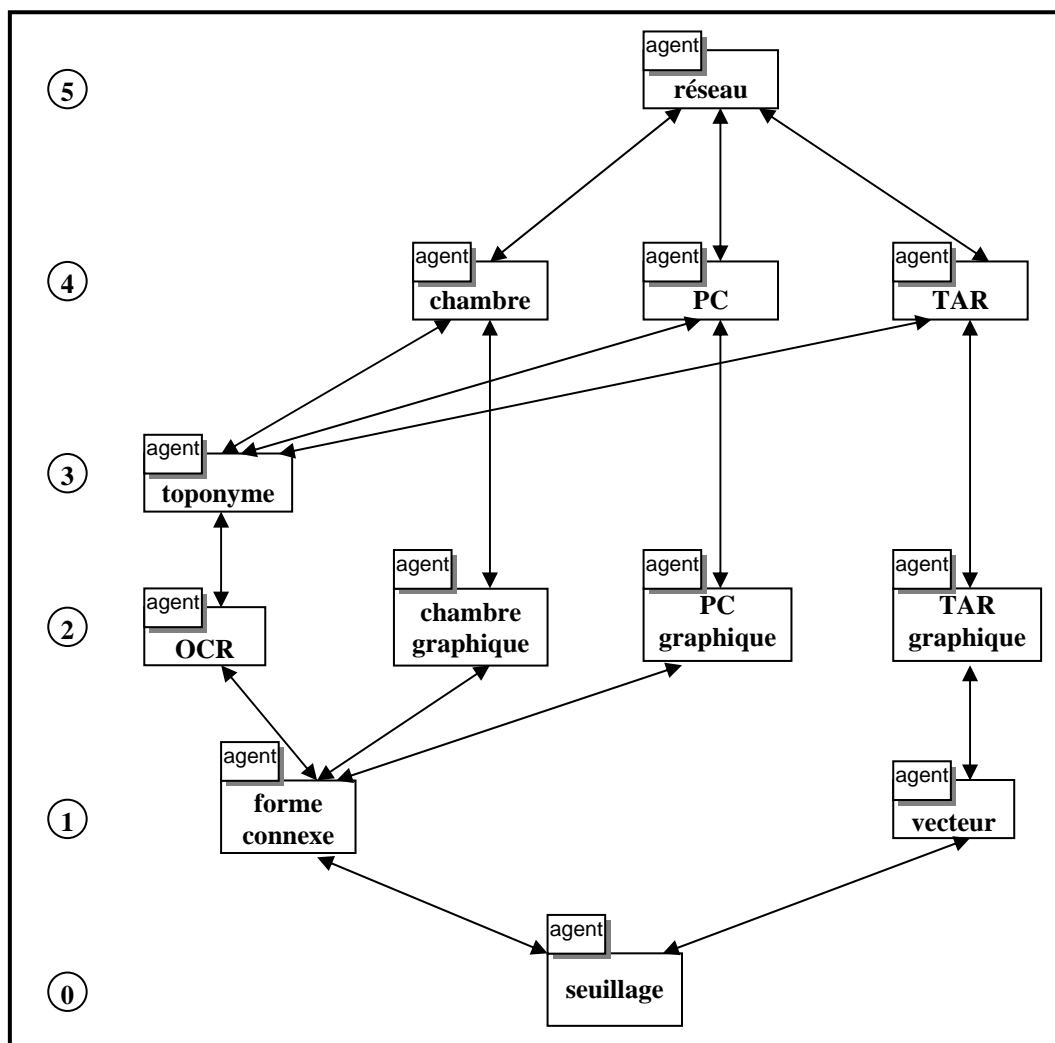 agent
5
réseau
agent
agent
agent
4
chambre
PC
TAR
agent
3
toponyme
agent
agent
agent
agent
chambre
graphique
PC
graphique
TAR
graphique
2
OCR
agent
agent
1
forme
connexe
vecteur
agent
0
seuillage